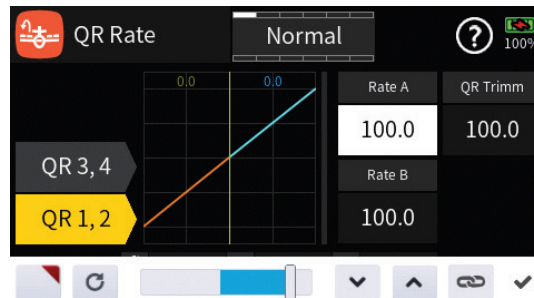 QR Rate
Normal
100%
0.0 0.0
Rate A
QR Trimm
100.0
100.0
QR 3, 4
Rate B
QR 1, 2
100.0